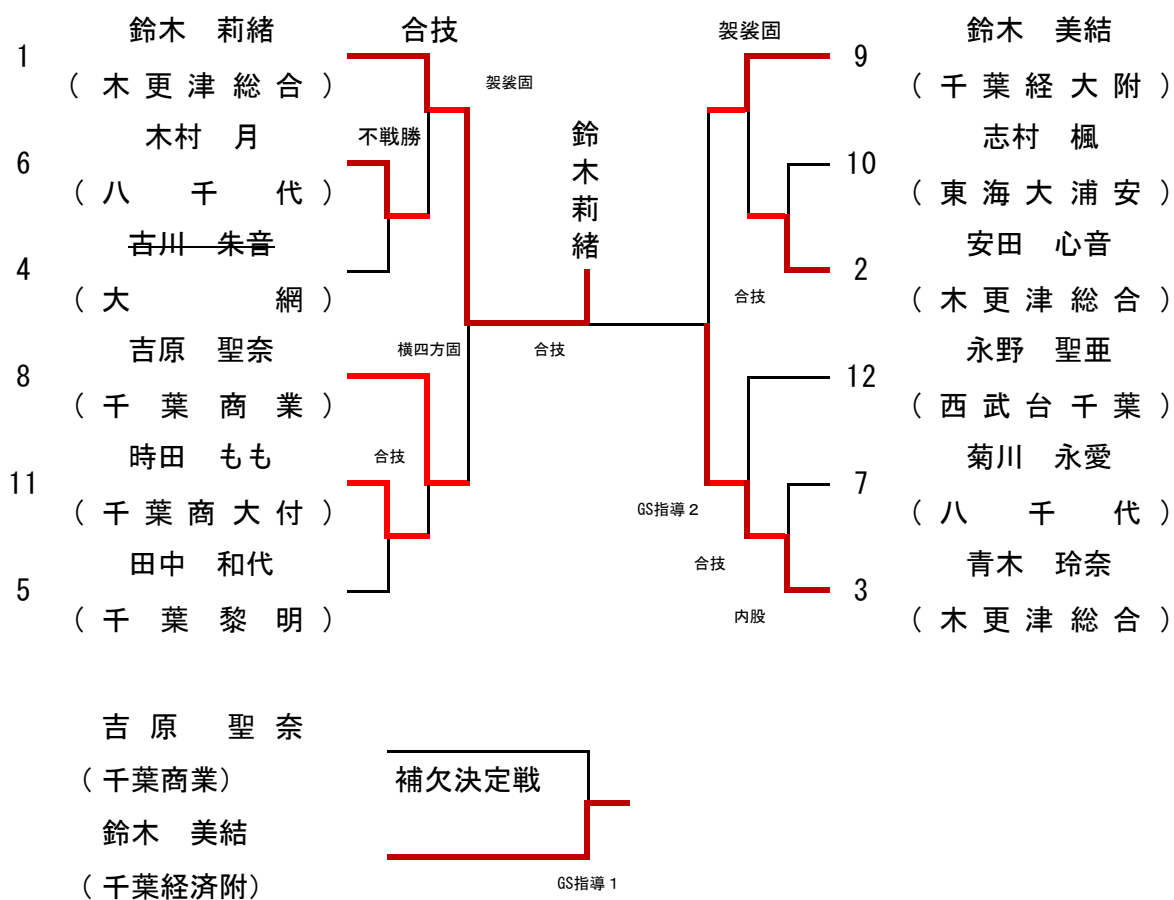 鈴木　莉緒
合技
1
（木更津総合）
袈裟固
木村　月
不戦勝
6
（八千代）
古川　朱音
4
（大網）
吉原　聖奈
横四方固
8
（千葉商業）
時田　もも
合技
11
（千葉商大付）
田中　和代
5
（千葉黎明）
鈴木莉緒
合技
袈裟固
鈴木　美結
9
（千葉経大附）
志村　楓
10
（東海大浦安）
安田　心音
2
合技
（木更津総合）
永野　聖亜
12
（西武台千葉）
菊川　永愛
7
GS指導２
（八千代）
合技
青木　玲奈
3
内股
（木更津総合）
吉原　聖奈
（千葉商業）
補欠決定戦
鈴木　美結
（千葉経済附）
GS指導１